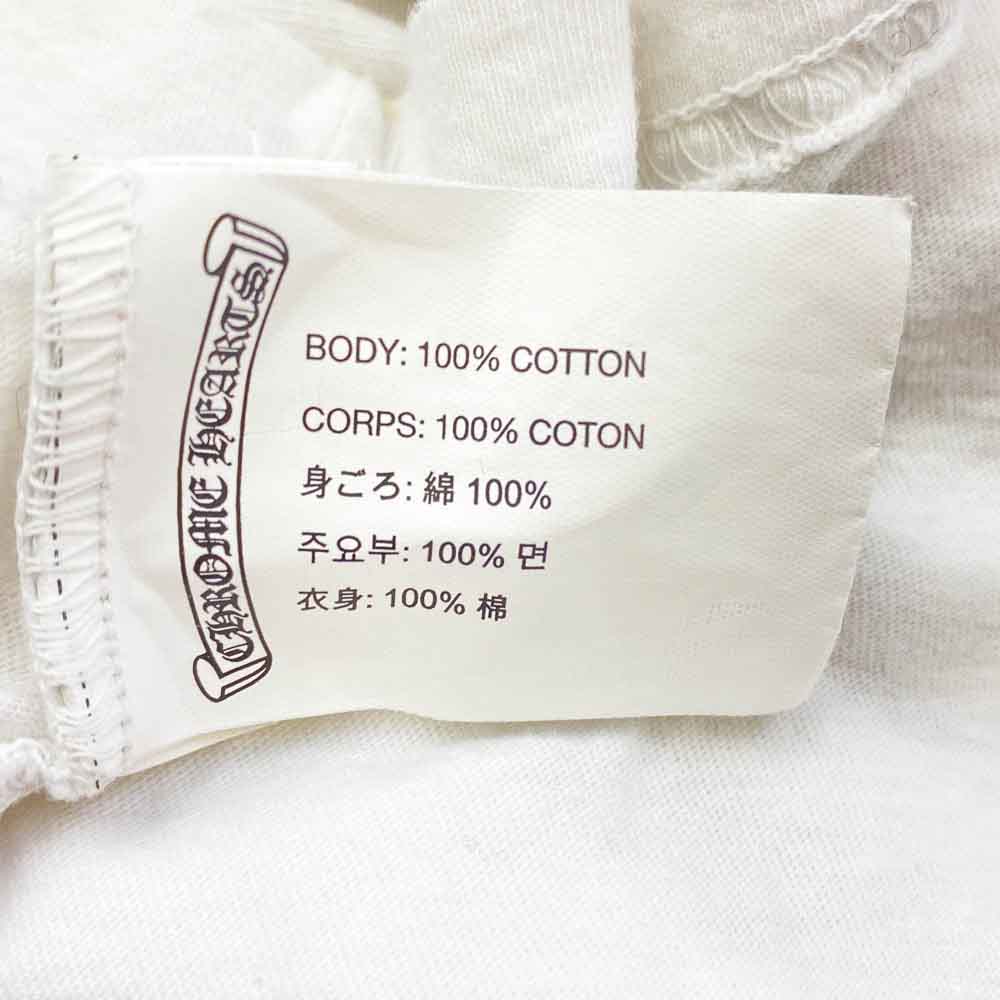 CHROME HEARTS
BODY: 100% COTTON
CORPS: 100% COTON
身ごろ: 綿 100%
주요부: 100% 면
衣身: 100% 棉